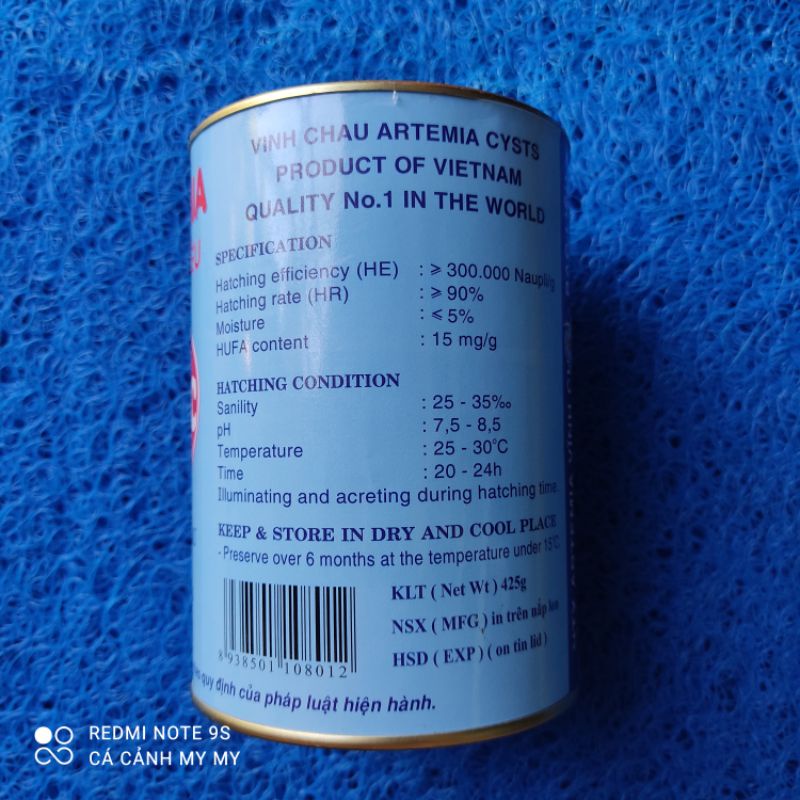 VINH CHAU ARTEMIA CYSTS
PRODUCT OF VIETNAM
QUALITY No.1 IN THE WORLD
SPECIFICATION
Hatching efficiency (HE) : ≥ 300.000 Nauplii/g
Hatching rate (HR) : ≥ 90%
Moisture : ≤ 5%
HUFA content : 15 mg/g
HATCHING CONDITION
Sanility : 25 - 35‰
pH : 7,5 - 8,5
Temperature : 25 - 30°C
Time : 20 - 24h
Illuminating and acreting during hatching time.
KEEP & STORE IN DRY AND COOL PLACE
- Preserve over 6 months at the temperature under 15°C.
KLT ( Net Wt ) 425g
NSX ( MFG ) in trên nắp
HSD ( EXP ) ( on tin lid )
8 938501 108012
quy định của pháp luật hiện hành.
REDMI NOTE 9S
CÁ CẢNH MY MY